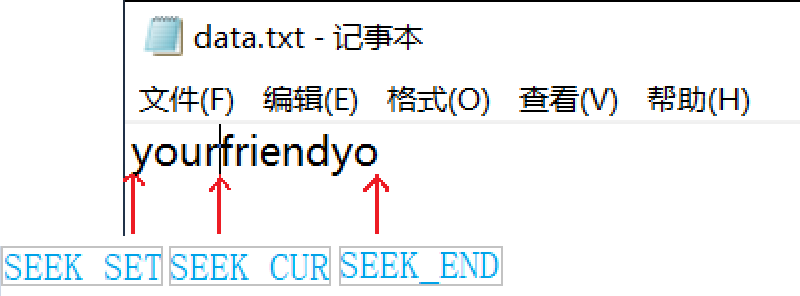 data.txt - 记事本
文件(F) 编辑(E) 格式(O) 查看(V) 帮助(H)
yourfriendyo
SEEK_SET SEEK_CUR SEEK_END